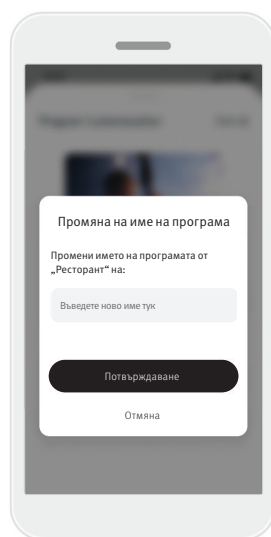 Промяна на име на програма
Промени името на програмата от
„Ресторант“ на:
Въведете ново име тук
Потвърждаване
Отмяна